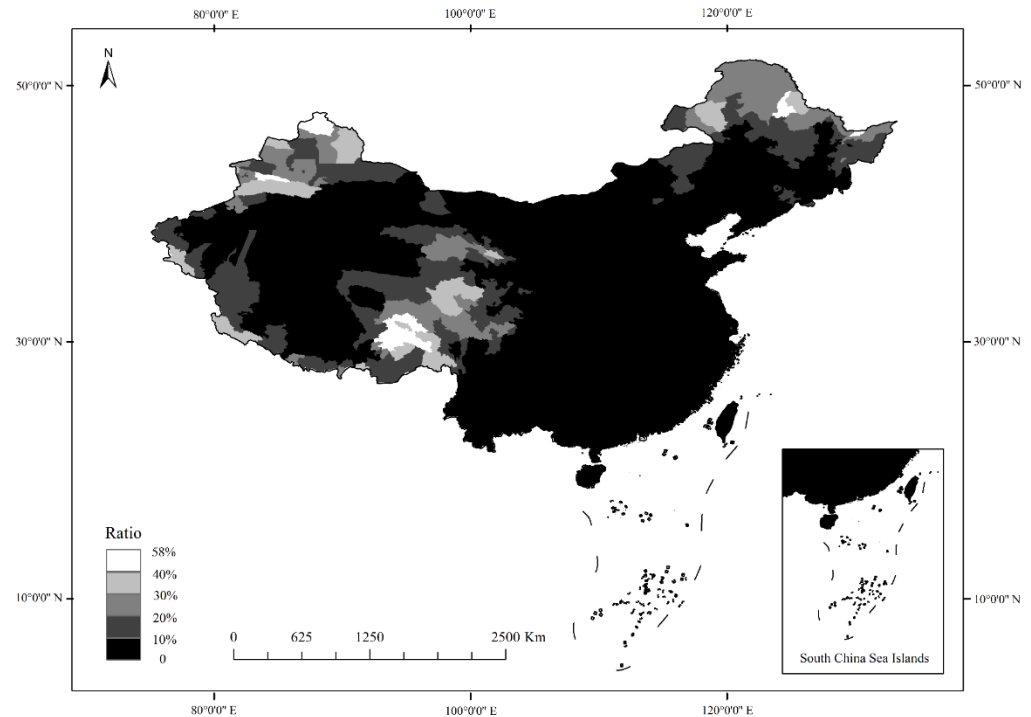 80°0'0" E 100°0'0" E 120°0'0" E
N
50°0'0" N 50°0'0" N
30°0'0" N 30°0'0" N
Ratio
58%
40%
30%
20%
10%
0
10°0'0" N 10°0'0" N
0 625 1250 2500 Km
South China Sea Islands
80°0'0" E 100°0'0" E 120°0'0" E